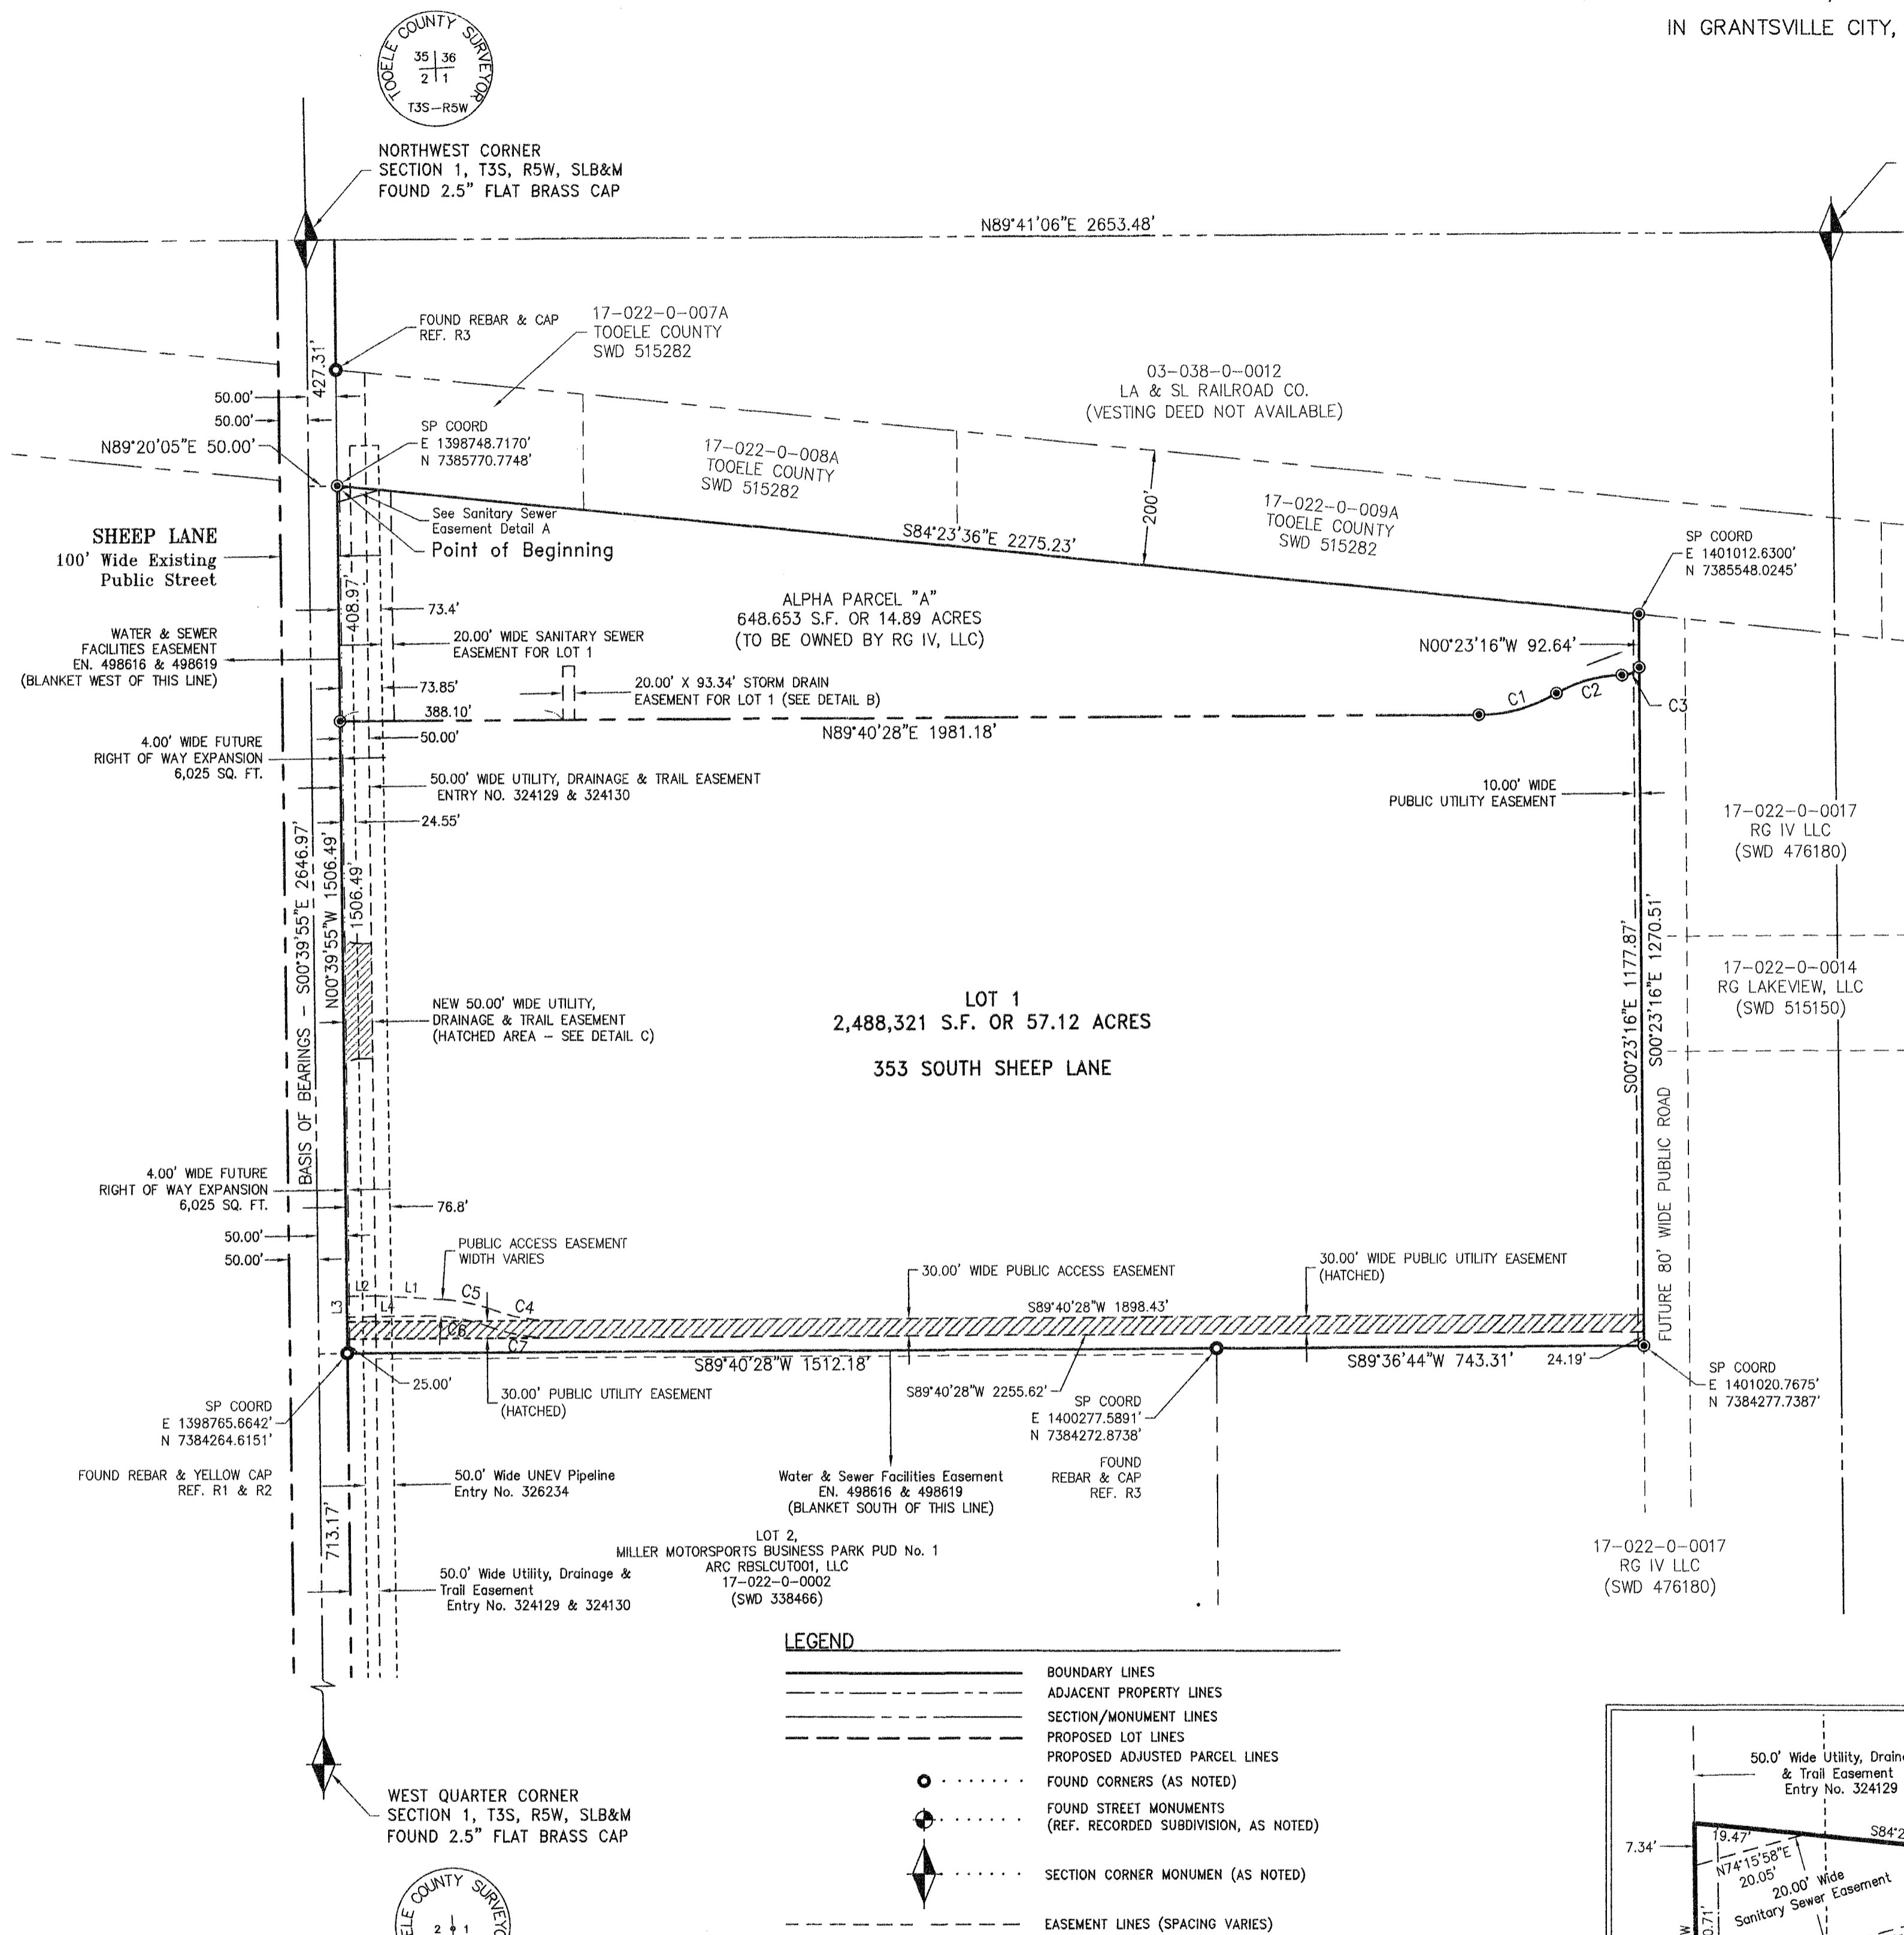 IN GRANTSVILLE CITY,
TOOELE COUNTY SURVEYOR
35 36
2 1
T3S-R5W
NORTHWEST CORNER
SECTION 1, T3S, R5W, SLB&M
FOUND 2.5" FLAT BRASS CAP
N89°41'06"E 2653.48'
FOUND REBAR & CAP
REF. R3
17-022-0-007A
TOOELE COUNTY
SWD 515282
427.31'
50.00'
50.00'
N89°20'05"E 50.00'
SP COORD
E 1398748.7170'
N 7385770.7748'
03-038-0-0012
LA & SL RAILROAD CO.
(VESTING DEED NOT AVAILABLE)
17-022-0-008A
TOOELE COUNTY
SWD 515282
200'
17-022-0-009A
TOOELE COUNTY
SWD 515282
See Sanitary Sewer
Easement Detail A
Point of Beginning
S84°23'36"E 2275.23'
SHEEP LANE
100' Wide Existing
Public Street
SP COORD
E 1401012.6300'
N 7385548.0245'
408.97'
73.4'
ALPHA PARCEL "A"
648.653 S.F. OR 14.89 ACRES
(TO BE OWNED BY RG IV, LLC)
WATER & SEWER
FACILITIES EASEMENT
EN. 498616 & 498619
(BLANKET WEST OF THIS LINE)
20.00' WIDE SANITARY SEWER
EASEMENT FOR LOT 1
N00°23'16"W 92.64'
73.85'
20.00' X 93.34' STORM DRAIN
EASEMENT FOR LOT 1 (SEE DETAIL B)
C1
C2
C3
388.10'
N89°40'28"E 1981.18'
50.00'
4.00' WIDE FUTURE
RIGHT OF WAY EXPANSION
6,025 SQ. FT.
50.00' WIDE UTILITY, DRAINAGE & TRAIL EASEMENT
ENTRY NO. 324129 & 324130
24.55'
10.00' WIDE
PUBLIC UTILITY EASEMENT
17-022-0-0017
RG IV LLC
(SWD 476180)
BASIS OF BEARINGS - S00°39'55"E 2646.97'
N00°39'55"W 1506.49'
1506.49'
S00°23'16"E 1177.87'
S00°23'16"E 1270.51'
17-022-0-0014
RG LAKEVIEW, LLC
(SWD 515150)
NEW 50.00' WIDE UTILITY,
DRAINAGE & TRAIL EASEMENT
(HATCHED AREA - SEE DETAIL C)
LOT 1
2,488,321 S.F. OR 57.12 ACRES
353 SOUTH SHEEP LANE
FUTURE 80' WIDE PUBLIC ROAD
4.00' WIDE FUTURE
RIGHT OF WAY EXPANSION
6,025 SQ. FT.
76.8'
50.00'
50.00'
PUBLIC ACCESS EASEMENT
WIDTH VARIES
30.00' WIDE PUBLIC ACCESS EASEMENT
30.00' WIDE PUBLIC UTILITY EASEMENT
(HATCHED)
L2
L1
C5
L3
L4
C4
S89°40'28"W 1898.43'
C6
C7
S89°40'28"W 1512.18'
S89°36'44"W 743.31'
24.19'
25.00'
30.00' PUBLIC UTILITY EASEMENT
(HATCHED)
S89°40'28"W 2255.62'
SP COORD
E 1398765.6642'
N 7384264.6151'
SP COORD
E 1400277.5891'
N 7384272.8738'
SP COORD
E 1401020.7675'
N 7384277.7387'
FOUND REBAR & YELLOW CAP
REF. R1 & R2
50.0' Wide UNEV Pipeline
Entry No. 326234
Water & Sewer Facilities Easement
EN. 498616 & 498619
(BLANKET SOUTH OF THIS LINE)
FOUND
REBAR & CAP
REF. R3
713.17'
LOT 2,
MILLER MOTORSPORTS BUSINESS PARK PUD No. 1
ARC RBSLCUT001, LLC
17-022-0-0002
(SWD 338466)
17-022-0-0017
RG IV LLC
(SWD 476180)
50.0' Wide Utility, Drainage &
Trail Easement
Entry No. 324129 & 324130
LEGEND
BOUNDARY LINES
ADJACENT PROPERTY LINES
SECTION/MONUMENT LINES
PROPOSED LOT LINES
PROPOSED ADJUSTED PARCEL LINES
FOUND CORNERS (AS NOTED)
FOUND STREET MONUMENTS
(REF. RECORDED SUBDIVISION, AS NOTED)
SECTION CORNER MONUMEN (AS NOTED)
EASEMENT LINES (SPACING VARIES)
WEST QUARTER CORNER
SECTION 1, T3S, R5W, SLB&M
FOUND 2.5" FLAT BRASS CAP
ELE COUNTY SURVEYO
2 1
50.0' Wide Utility, Drain
& Trail Easement
Entry No. 324129
7.34'
19.47'
S84°2
N74°15'58"E
20.05'
20.00' Wide
Sanitary Sewer Easement
0.71'
W